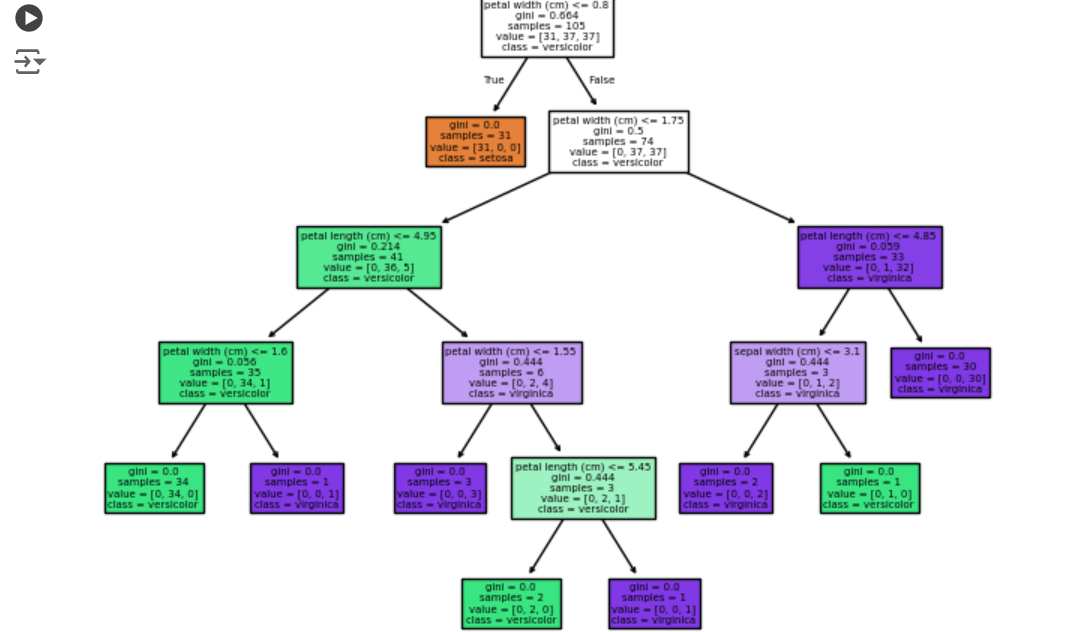 petal width (cm) <= 0.8
gini = 0.664
samples = 105
value = [31, 37, 37]
class = versicolor
True
False
gini = 0.0
samples = 31
value = [31, 0, 0]
class = setosa
petal width (cm) <= 1.75
gini = 0.5
samples = 74
value = [0, 37, 37]
class = versicolor
petal length (cm) <= 4.95
gini = 0.214
samples = 41
value = [0, 36, 5]
class = versicolor
petal length (cm) <= 4.85
gini = 0.059
samples = 33
value = [0, 1, 32]
class = virginica
petal width (cm) <= 1.6
gini = 0.056
samples = 35
value = [0, 34, 1]
class = versicolor
petal width (cm) <= 1.55
gini = 0.444
samples = 6
value = [0, 2, 4]
class = virginica
sepal width (cm) <= 3.1
gini = 0.444
samples = 3
value = [0, 1, 2]
class = virginica
gini = 0.0
samples = 30
value = [0, 0, 30]
class = virginica
gini = 0.0
samples = 34
value = [0, 34, 0]
class = versicolor
gini = 0.0
samples = 1
value = [0, 0, 1]
class = virginica
gini = 0.0
samples = 3
value = [0, 0, 3]
class = virginica
petal length (cm) <= 5.45
gini = 0.444
samples = 3
value = [0, 2, 1]
class = versicolor
gini = 0.0
samples = 2
value = [0, 0, 2]
class = virginica
gini = 0.0
samples = 1
value = [0, 1, 0]
class = versicolor
gini = 0.0
samples = 2
value = [0, 2, 0]
class = versicolor
gini = 0.0
samples = 1
value = [0, 0, 1]
class = virginica